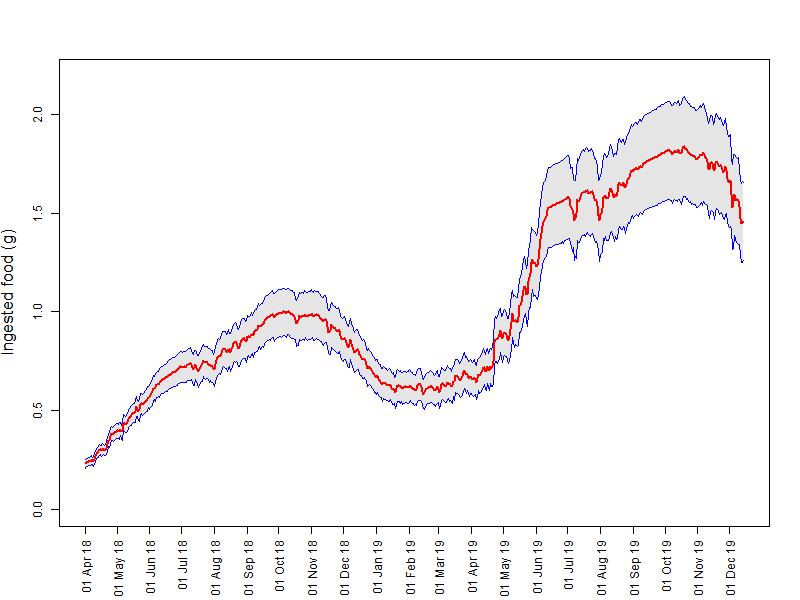 Ingested food (g)
2.0
1.5
1.0
0.5
0.0
01 Apr 18
01 May 18
01 Jun 18
01 Jul 18
01 Aug 18
01 Sep 18
01 Oct 18
01 Nov 18
01 Dec 18
01 Jan 19
01 Feb 19
01 Mar 19
01 Apr 19
01 May 19
01 Jun 19
01 Jul 19
01 Aug 19
01 Sep 19
01 Oct 19
01 Nov 19
01 Dec 19